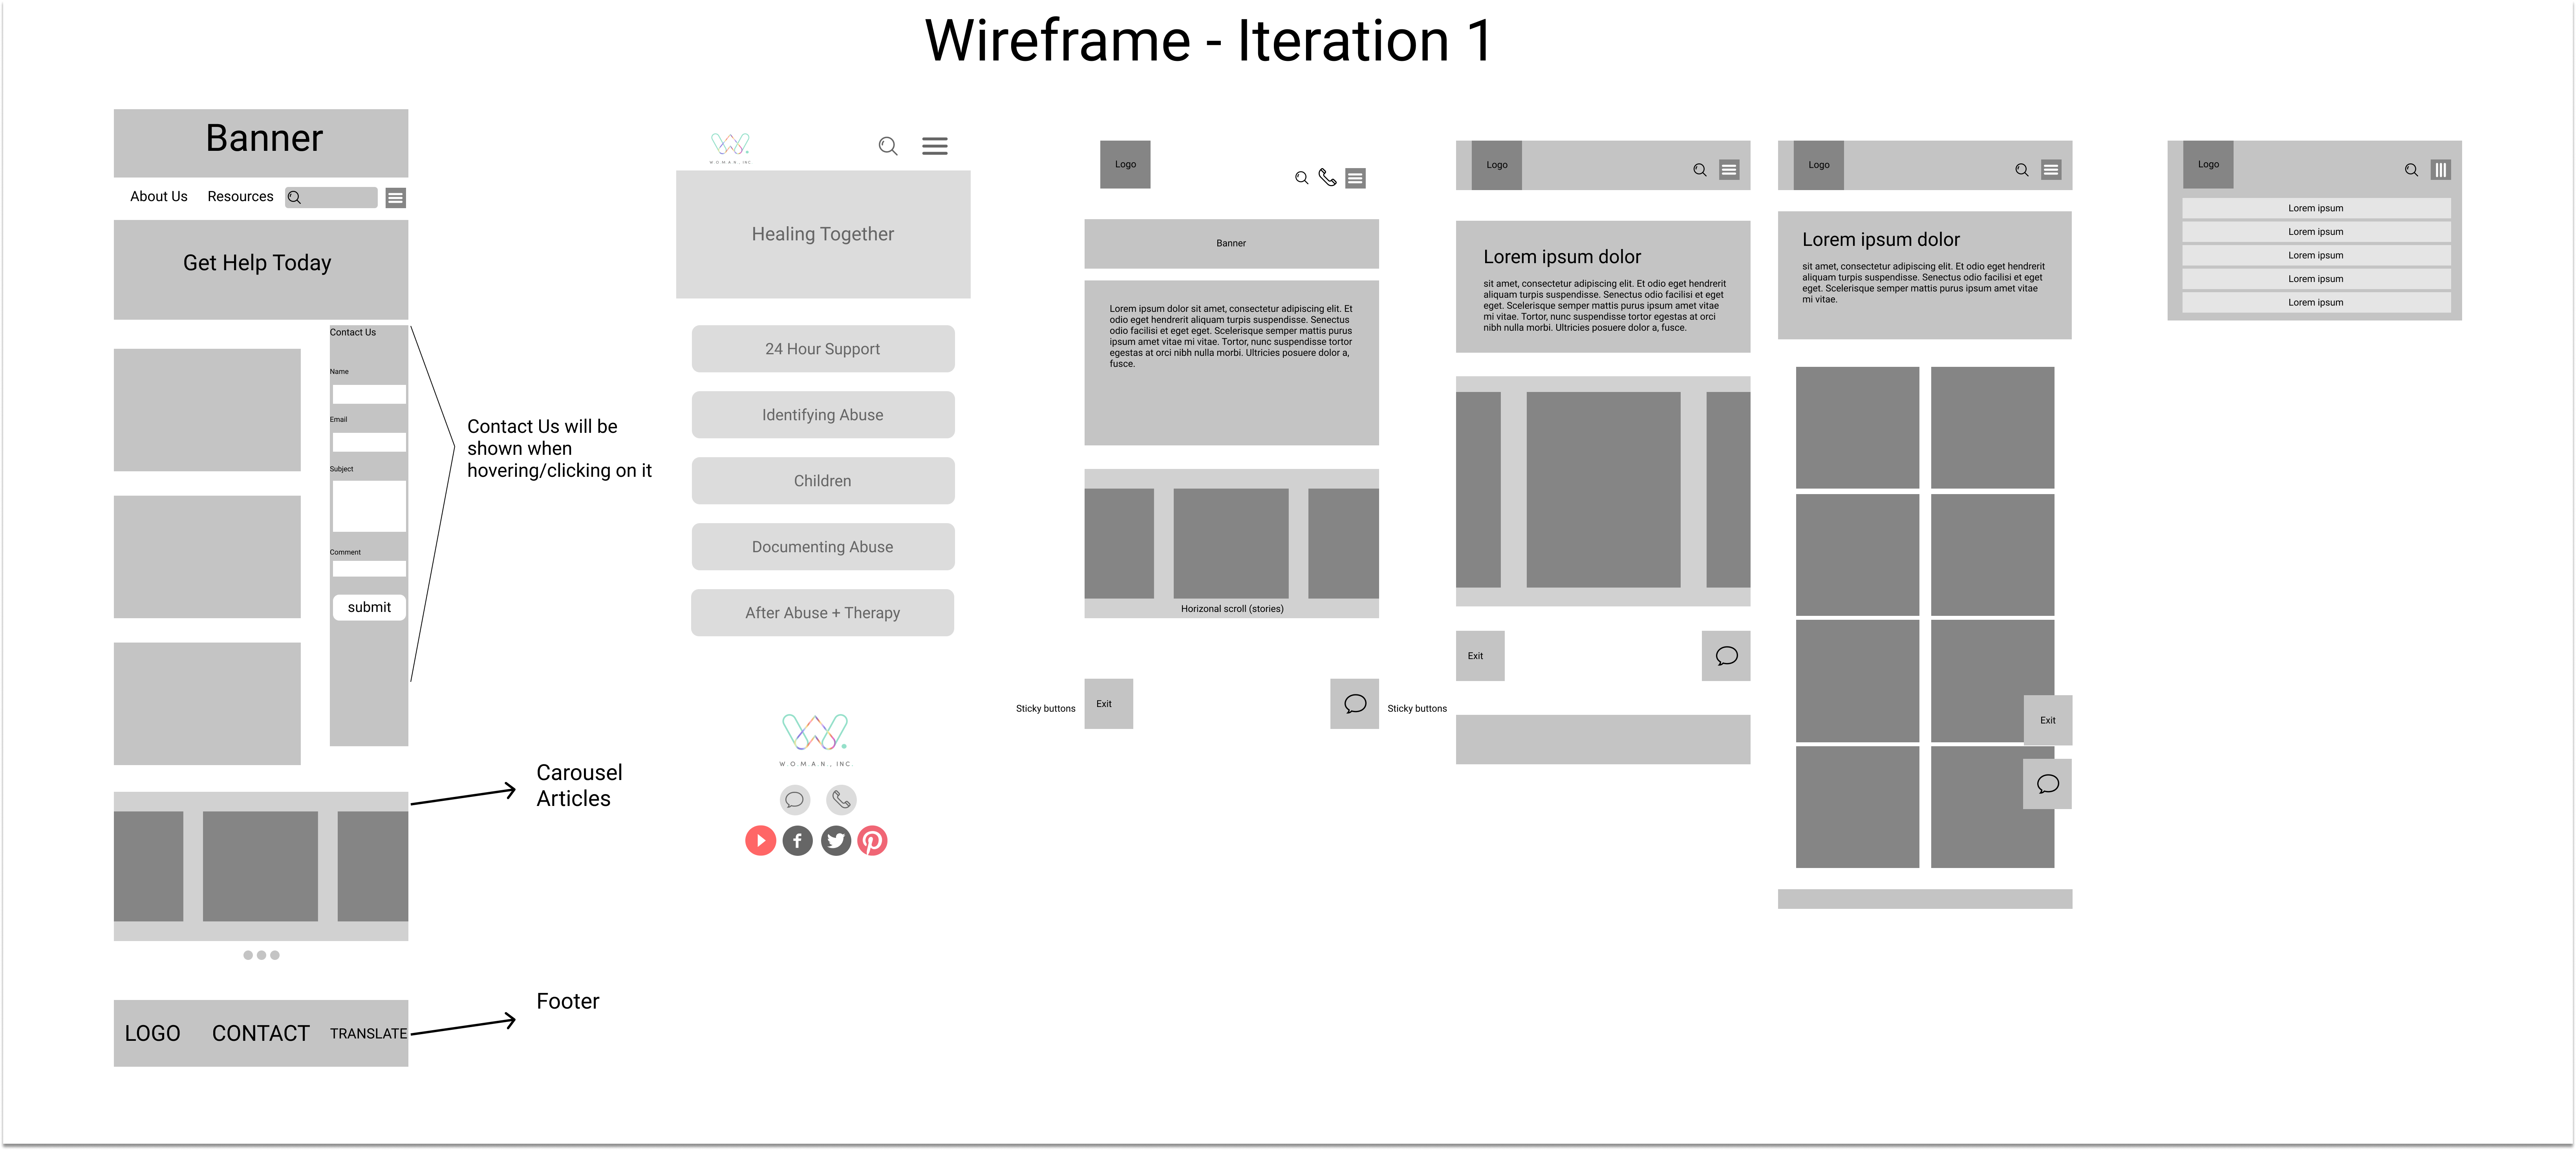 Wireframe - Iteration 1
Banner
About Us
Resources
Get Help Today
Contact Us
Name
Email
Subject
Comment
submit
Contact Us will be
shown when
hovering/clicking on it
Carousel
Articles
LOGO
CONTACT
TRANSLATE
Footer
W.O.M.A.N., INC.
Healing Together
24 Hour Support
Identifying Abuse
Children
Documenting Abuse
After Abuse + Therapy
W.O.M.A.N., INC.
Logo
Banner
Lorem ipsum dolor sit amet, consectetur adipiscing elit. Et
odio eget hendrerit aliquam turpis suspendisse. Senectus
odio facilisi et eget eget. Scelerisque semper mattis purus
ipsum amet vitae mi vitae. Tortor, nunc suspendisse tortor
egestas at orci nibh nulla morbi. Ultricies posuere dolor a,
fusce.
Horizonal scroll (stories)
Sticky buttons
Exit
Sticky buttons
Logo
Lorem ipsum dolor
sit amet, consectetur adipiscing elit. Et odio eget hendrerit
aliquam turpis suspendisse. Senectus odio facilisi et eget
eget. Scelerisque semper mattis purus ipsum amet vitae
mi vitae. Tortor, nunc suspendisse tortor egestas at orci
nibh nulla morbi. Ultricies posuere dolor a, fusce.
Exit
Logo
Lorem ipsum dolor
sit amet, consectetur adipiscing elit. Et odio eget hendrerit
aliquam turpis suspendisse. Senectus odio facilisi et eget
eget. Scelerisque semper mattis purus ipsum amet vitae
mi vitae.
Exit
Logo
Lorem ipsum
Lorem ipsum
Lorem ipsum
Lorem ipsum
Lorem ipsum